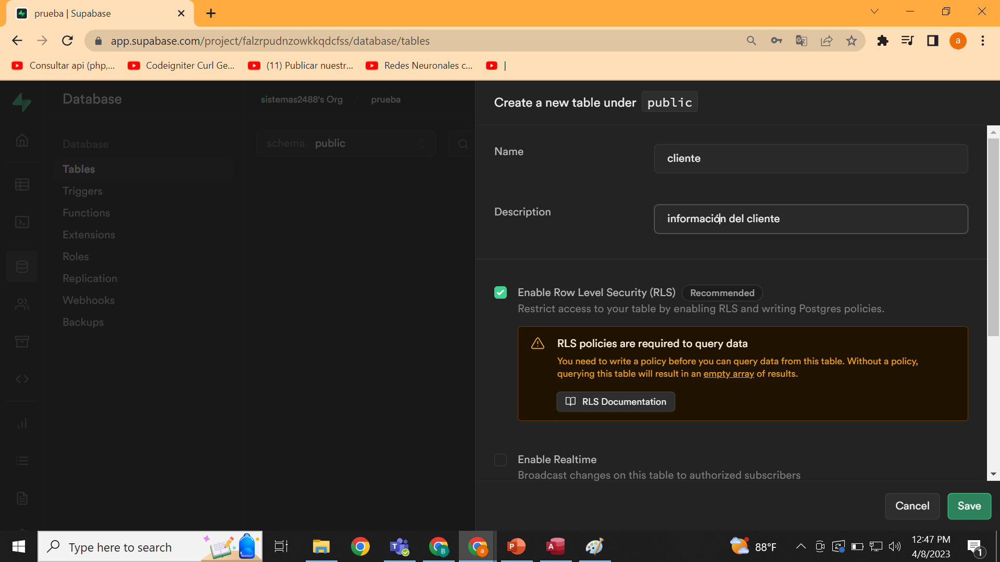 prueba | Supabase
app.supabase.com/project/falzrpudnzowkkqdcfss/database/tables
a
Consultar api (php,...
Codeigniter Curl Ge...
(11) Publicar nuestr...
Redes Neuronales c...
|
Database
sistemas2488's Org / prueba
Create a new table under public
Database
schema public
Name
cliente
Tables
Triggers
Description
información del cliente
Functions
Extensions
Roles
Replication
Webhooks
Backups
Enable Row Level Security (RLS) Recommended
Restrict access to your table by enabling RLS and writing Postgres policies.
RLS policies are required to query data
You need to write a policy before you can query data from this table. Without a policy,
querying this table will result in an empty array of results.
RLS Documentation
Enable Realtime
Broadcast changes on this table to authorized subscribers
Cancel
Save
Type here to search
T
B
a
P
A
88°F
12:47 PM
4/8/2023
1